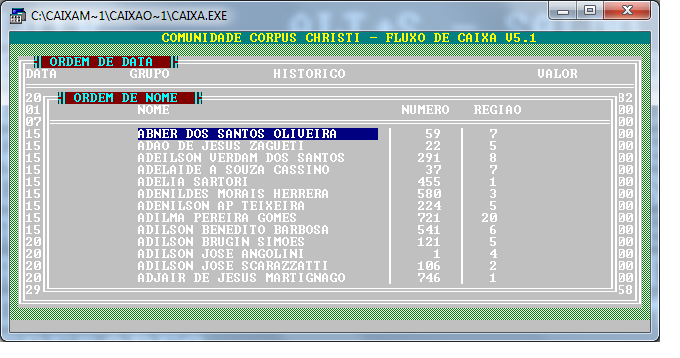 C:\CAIXAM~1\CAIXAO~1\CAIXA.EXE
COMUNIDADE CORPUS CHRISTI - FLUXO DE CAIXA V5.1
ORDEM DE DATA
DATA GRUPO HISTORICO VALOR
20 ORDEM DE NOME 82
01 NOME NUMERO REGIAO 00
07 00
15 ABNER DOS SANTOS OLIVEIRA 59 7 00
15 ADAO DE JESUS ZAGUETI 22 5 00
15 ADEILSON VERDAM DOS SANTOS 291 8 00
15 ADELAIDE A SOUZA CASSINO 37 7 00
15 ADELIA SARTORI 455 1 00
15 ADENILDES MORAIS HERRERA 580 3 00
15 ADENILSON AP TEIXEIRA 224 5 00
15 ADILMA PEREIRA GOMES 721 20 00
15 ADILSON BENEDITO BARBOSA 541 6 00
20 ADILSON BRUGIN SIMOES 121 5 00
20 ADILSON JOSE ANGOLINI 1 4 00
20 ADILSON JOSE SCARAZZATTI 106 2 00
20 ADJAIR DE JESUS MARTIGNAGO 746 1 00
29 58